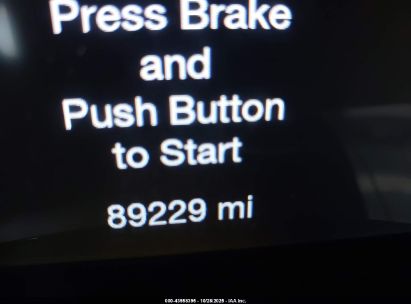 Press Brake
and
Push Button
to Start
89229 mi